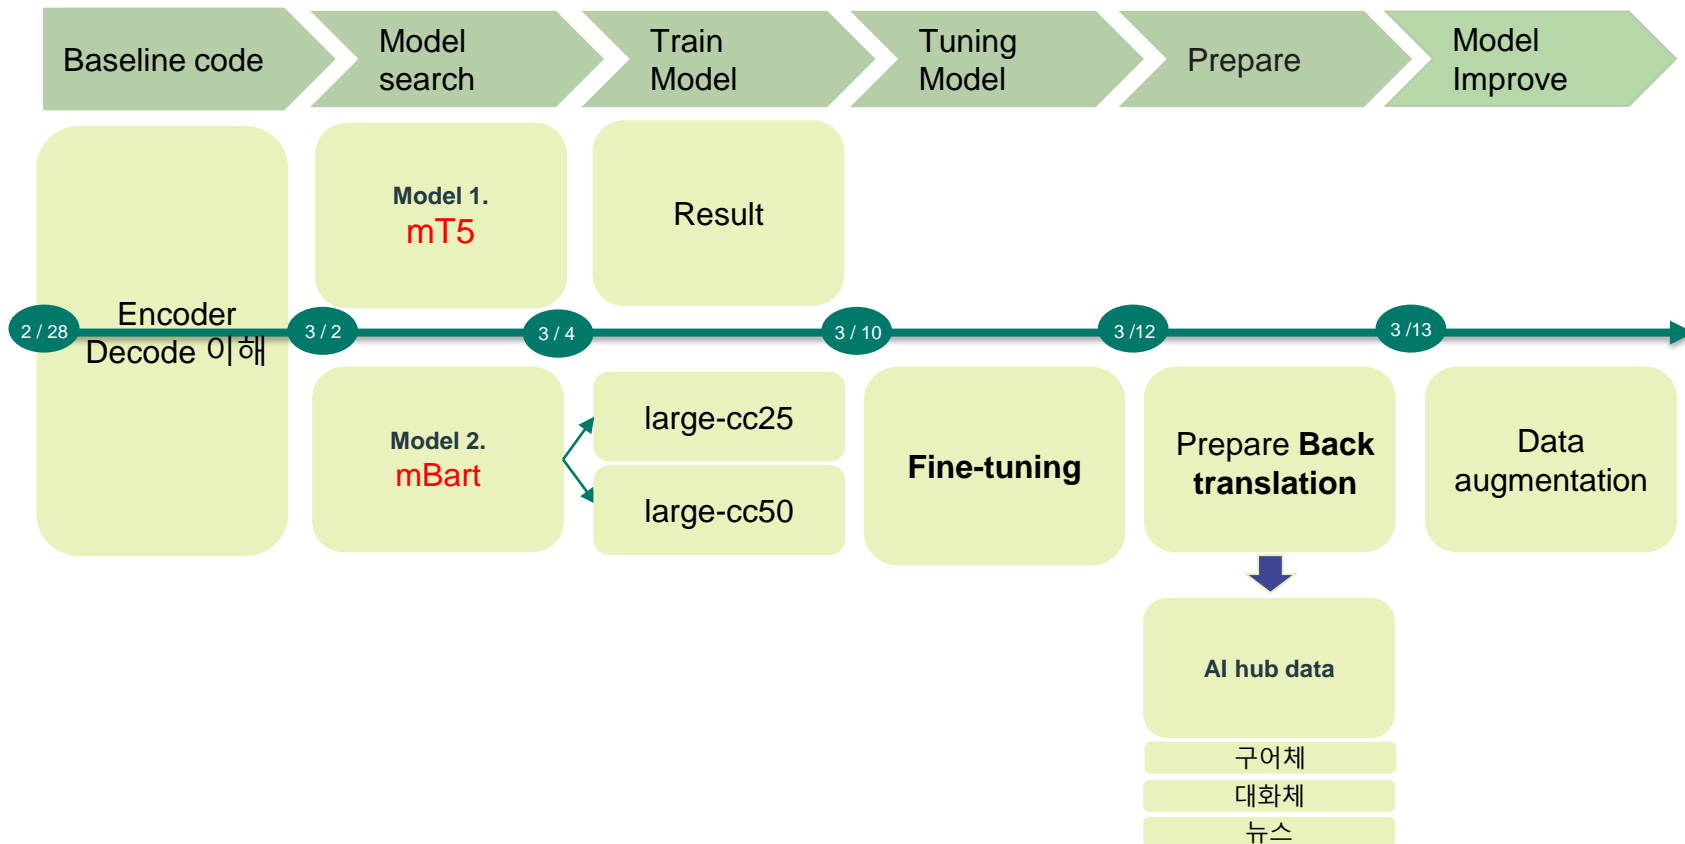 Baseline code
Model
search
Train
Model
Tuning
Model
Prepare
Model
Improve
Model 1.
mT5
Result
2 / 28
Encoder
Decode 이해
3 / 2
3 / 4
3 / 10
3 /12
3 /13
Model 2.
mBart
large-cc25
large-cc50
Fine-tuning
Prepare Back
translation
Data
augmentation
AI hub data
구어체
대화체
뉴스